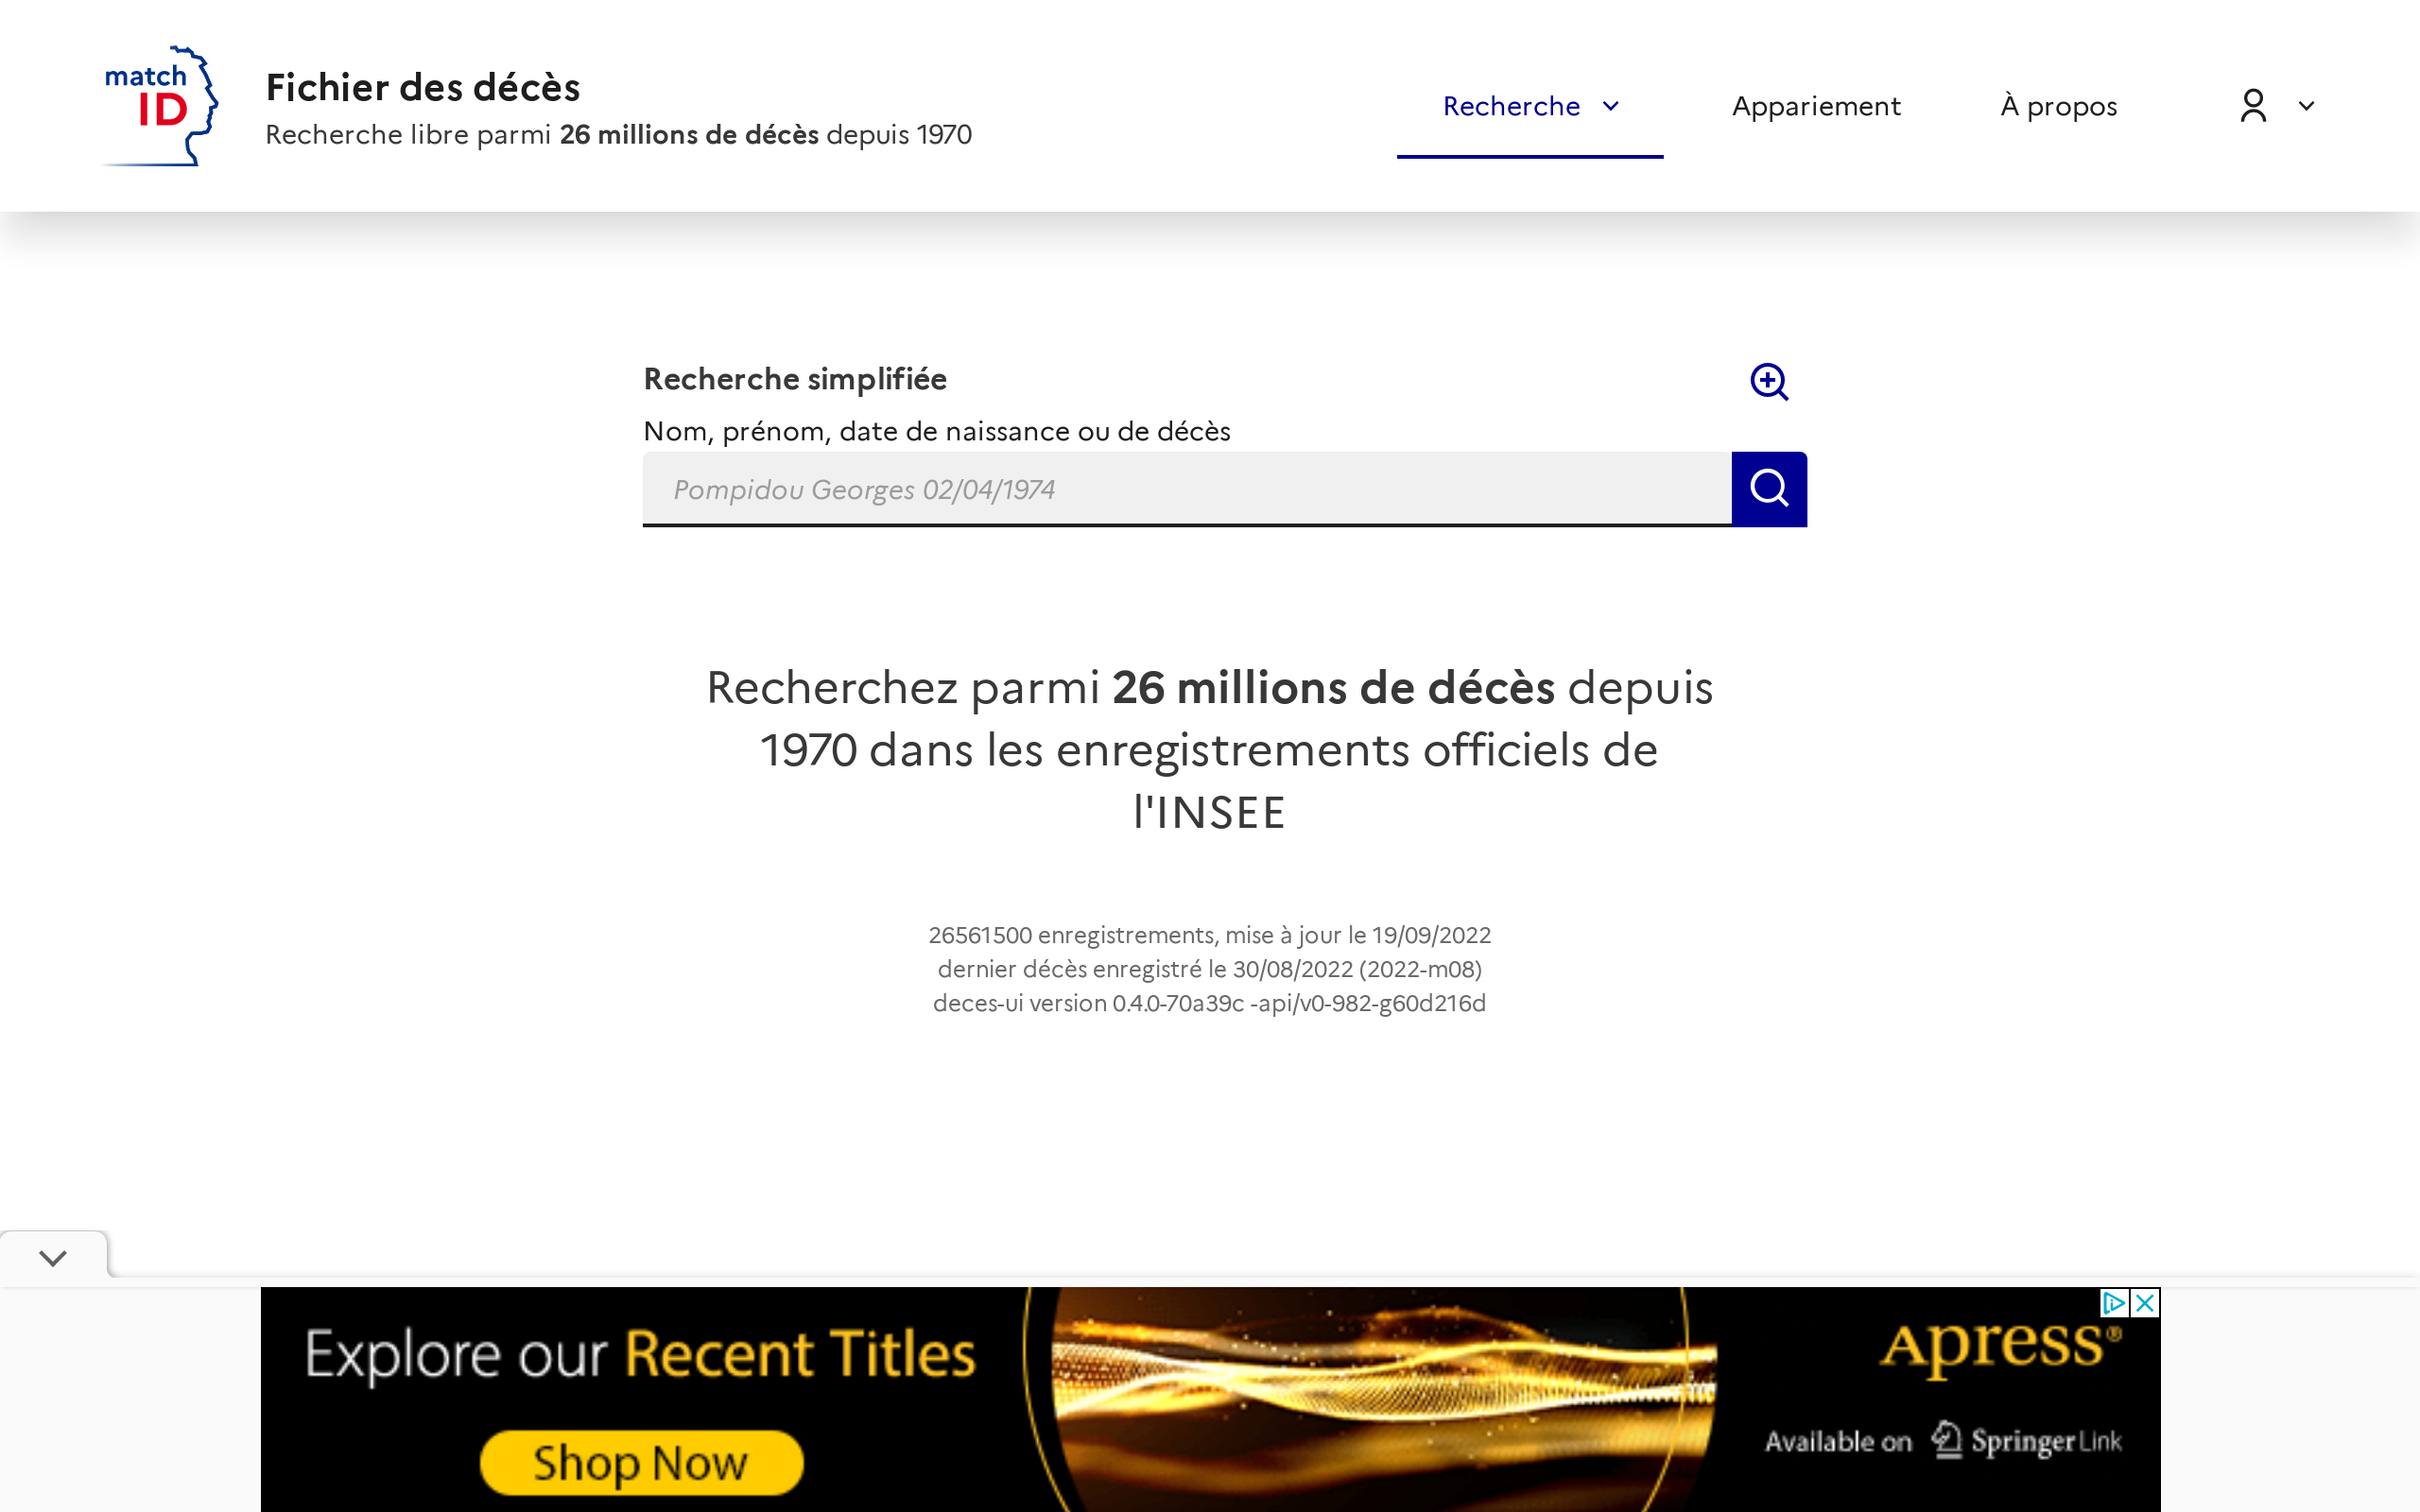 match
ID
Fichier des décès
Recherche libre parmi 26 millions de décès depuis 1970
Recherche
Appariement
À propos
Recherche simplifiée
Nom, prénom, date de naissance ou de décès
Pompidou Georges 02/04/1974
Recherchez parmi 26 millions de décès depuis
1970 dans les enregistrements officiels de
l'INSEE
26561500 enregistrements, mise à jour le 19/09/2022
dernier décès enregistré le 30/08/2022 (2022-m08)
deces-ui version 0.4.0-70a39c -api/v0-982-g60d216d
Explore our Recent Titles
Shop Now
Apress®
Available on Springer Link